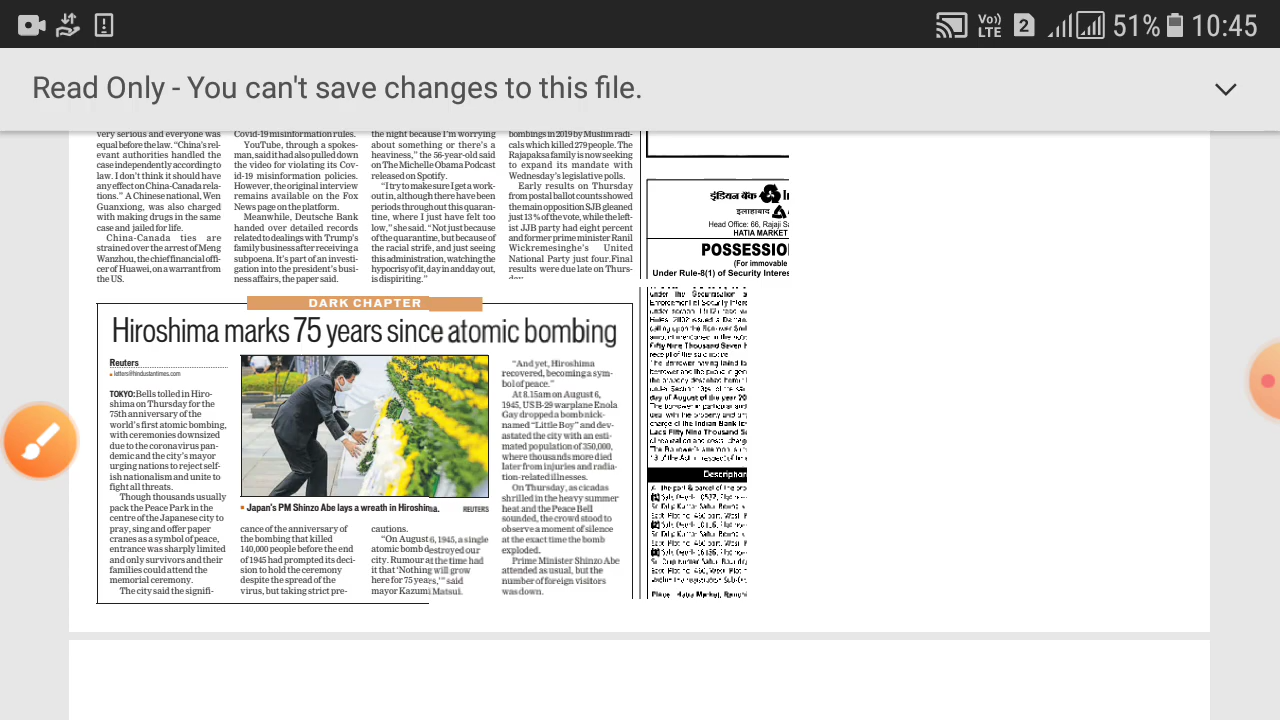 2
51%
10:45
Vo)
LTE
Read Only - You can't save changes to this file.
very serious and everyone was
equal before the law. “China’s rel-
evant authorities handled the
case independently according to
law. I don’t think it should have
any effect on China-Canada rela-
tions.” A Chinese national, Wen
Guanxiong, was also charged
with making drugs in the same
case and jailed for life.
China-Canada ties are
strained over the arrest of Meng
Wanzhou, the chief financial offi-
cer of Huawei, on a warrant from
the US.
Covid-19 misinformation rules.
YouTube, through a spokes-
man, said it had also pulled down
the video for violating its Cov-
id-19 misinformation policies.
However, the original interview
remains available on the Fox
News page on the platform.
Meanwhile, Deutsche Bank
handed over detailed records
related to dealings with Trump’s
family business after receiving a
subpoena. It’s part of an investi-
gation into the president’s busi-
ness affairs, the paper said.
the night because I’m worrying
about something or there’s a
heaviness,” the 56-year-old said
on The Michelle Obama Podcast
released on Spotify.
“I try to make sure I get a work-
out in, although there have been
periods throughout this quaran-
tine, where I just have felt too
low,” she said. “Not just because
of the quarantine, but because of
the racial strife, and just seeing
this administration, watching the
hypocrisy of it, day in and day out,
is dispiriting.”
bombings in 2019 by Muslim radi-
cals which killed 279 people. The
Rajapaksa family is now seeking
to expand its mandate with
Wednesday’s legislative polls.
Early results on Thursday
from postal ballot counts showed
the main opposition SJB gleaned
just 13 % of the vote, while the left-
ist JJB party had eight percent
and former prime minister Ranil
Wickremesinghe’s United
National Party just four. Final
results were due late on Thurs-
day.
इंडियन बैंक
इलाहाबाद
Head Office: 66, Rajaji
HATIA MARKET
POSSESSIO
(For immovable
Under Rule-8(1) of Security Interes
DARK CHAPTER
Hiroshima marks 75 years since atomic bombing
Reuters
letters@hindustantimes.com
TOKYO: Bells tolled in Hiro-
shima on Thursday for the
75th anniversary of the
world’s first atomic bombing,
with ceremonies downsized
due to the coronavirus pan-
demic and the city’s mayor
urging nations to reject self-
ish nationalism and unite to
fight all threats.
Though thousands usually
pack the Peace Park in the
centre of the Japanese city to
pray, sing and offer paper
cranes as a symbol of peace,
entrance was sharply limited
and only survivors and their
families could attend the
memorial ceremony.
The city said the signifi-
Japan’s PM Shinzo Abe lays a wreath in Hiroshima. REUTERS
cance of the anniversary of
the bombing that killed
140,000 people before the end
of 1945 had prompted its deci-
sion to hold the ceremony
despite the spread of the
virus, but taking strict pre-
cautions.
“On August 6, 1945, a single
atomic bomb destroyed our
city. Rumour at the time had
it that ‘Nothing will grow
here for 75 years,’” said
mayor Kazumi Matsui.
“And yet, Hiroshima
recovered, becoming a sym-
bol of peace.”
At 8.15am on August 6,
1945, US B-29 warplane Enola
Gay dropped a bomb nick-
named “Little Boy” and dev-
astated the city with an esti-
mated population of 350,000,
where thousands more died
later from injuries and radia-
tion-related illnesses.
On Thursday, as cicadas
shrilled in the heavy summer
heat and the Peace Bell
sounded, the crowd stood to
observe a moment of silence
at the exact time the bomb
exploded.
Prime Minister Shinzo Abe
attended as usual, but the
number of foreign visitors
was down.
day of August of the year 20
Description